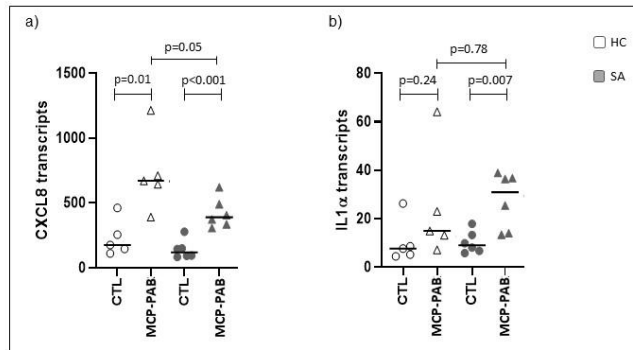 a)
p=0.05
p=0.01
p<0.001
CXCL8 transcripts
1500
1000
500
0
CTL
MCP-PAB
CTL
MCP-PAB
b)
p=0.78
p=0.24
p=0.007
IL1α transcripts
80
60
40
20
0
CTL
MCP-PAB
CTL
MCP-PAB
HC
SA